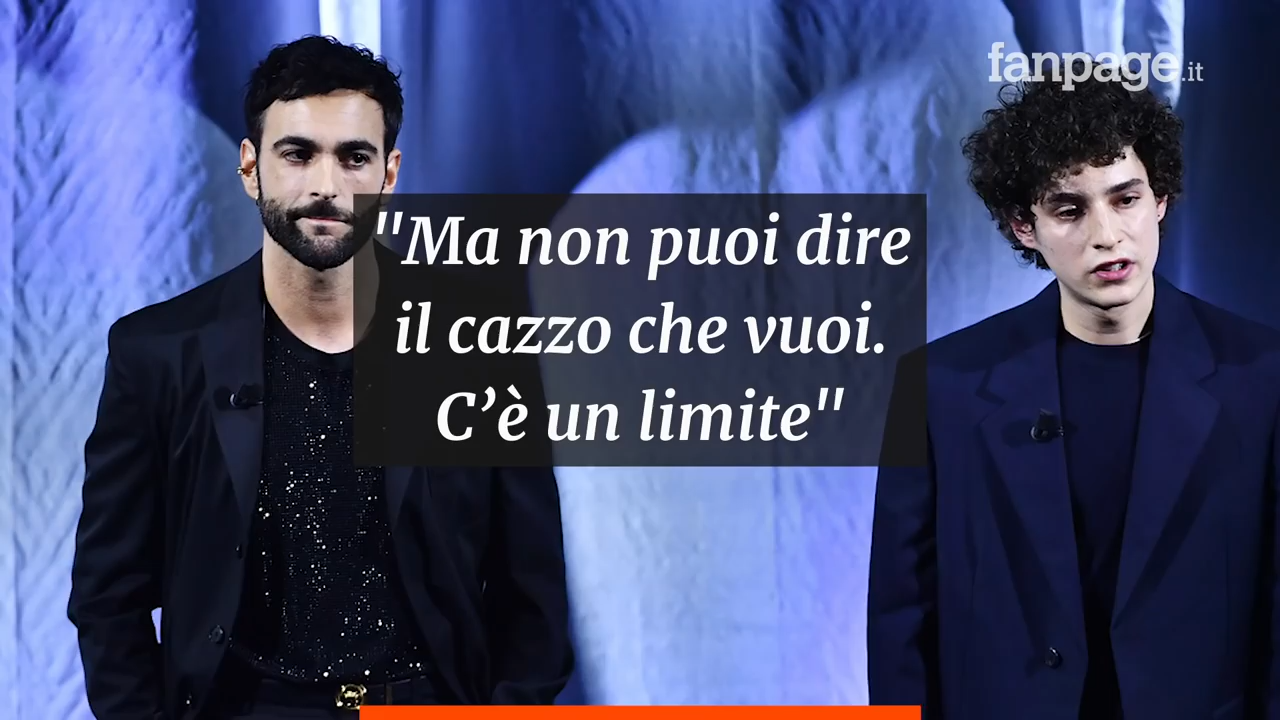 fanpage.it
"Ma non puoi dire
il cazzo che vuoi.
C’è un limite"